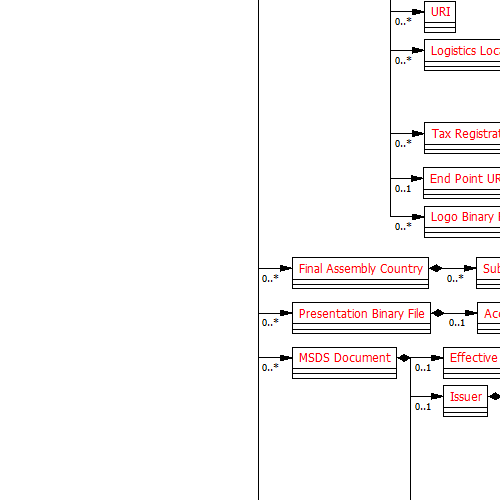 URI
0..*
Logistics Loc
0..*
Tax Registrat
0..*
End Point UR
0..1
Logo Binary
0..*
Final Assembly Country
Sub
0..*
0..*
Presentation Binary File
Acc
0..*
0..1
MSDS Document
Effective
0..*
0..1
Issuer
0..1